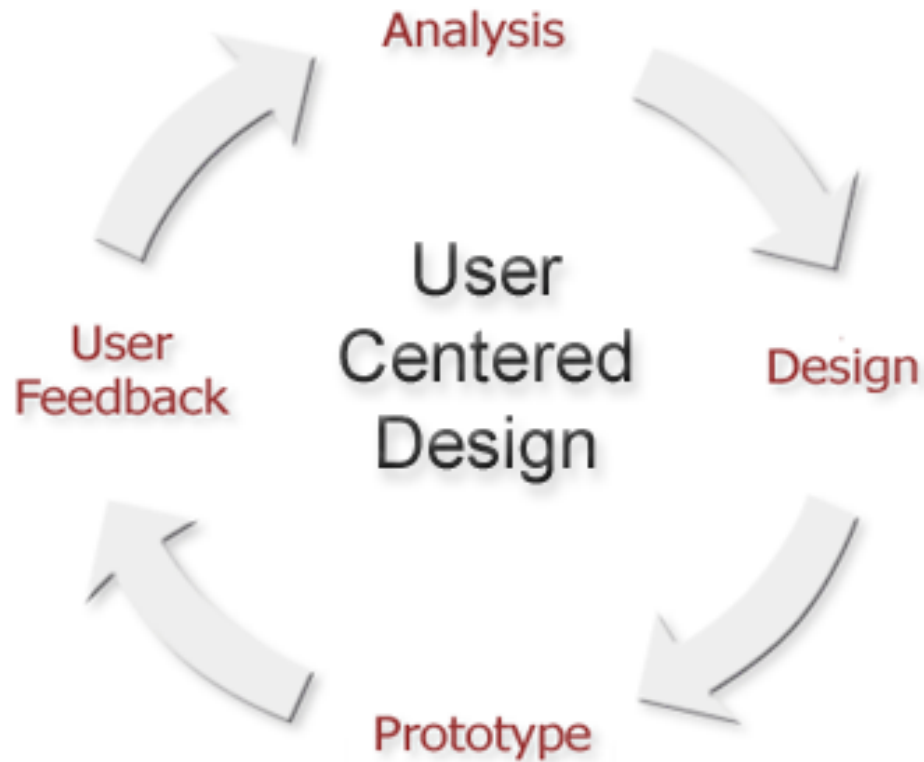 Analysis
User
Centered
Design
User
Feedback
Design
Prototype